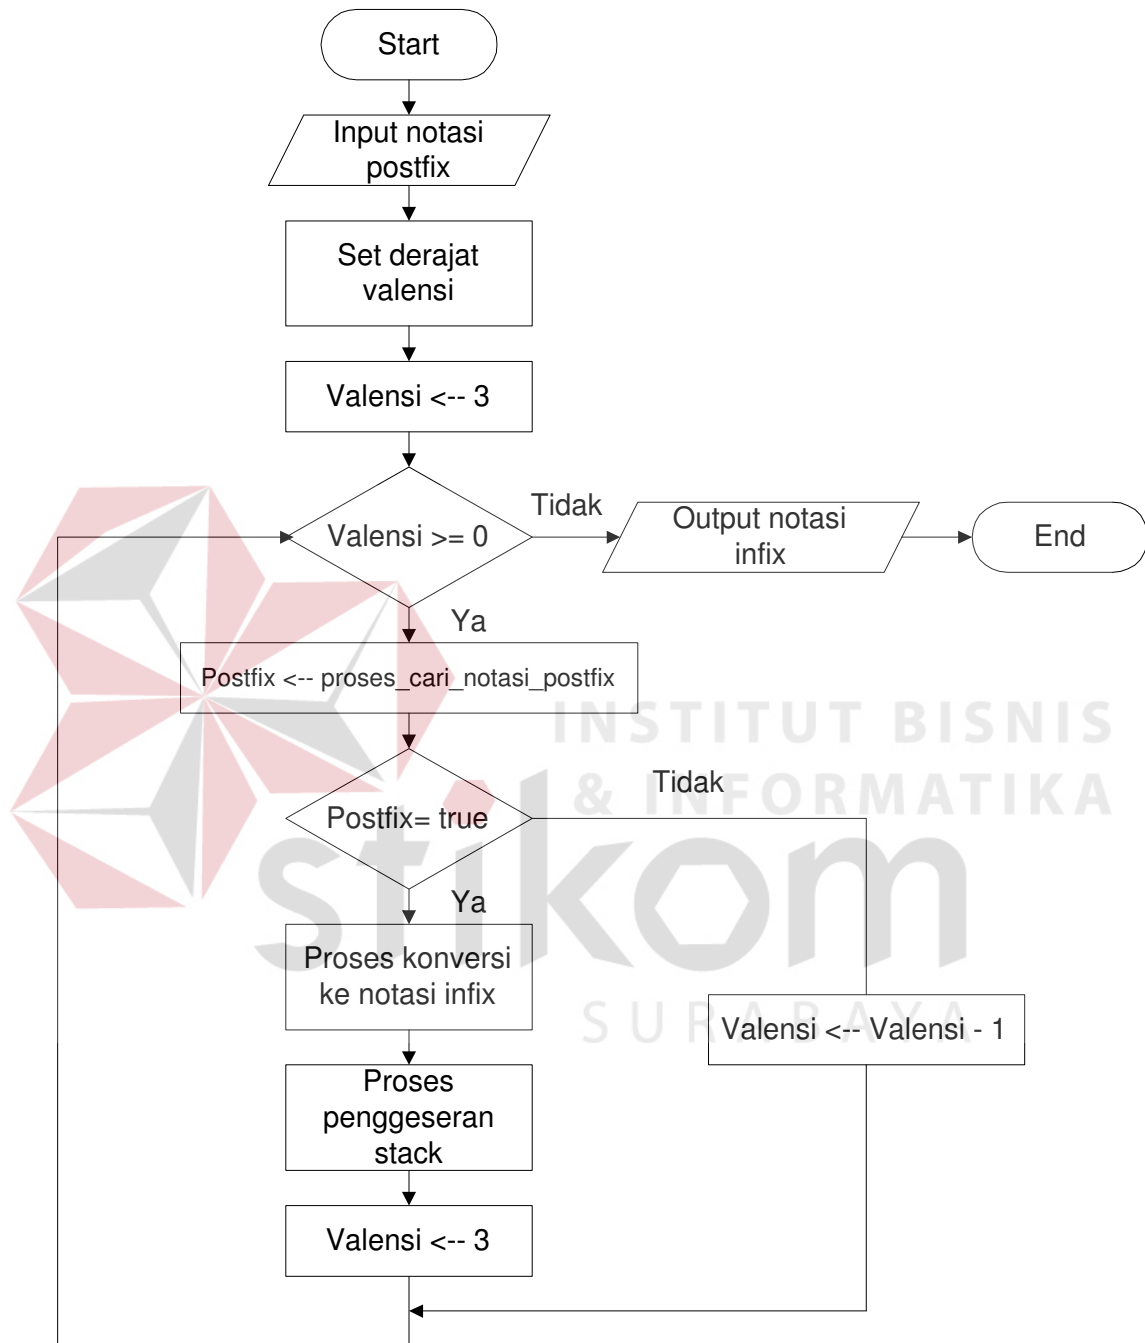 Start
Input notasi
postfix
Set derajat
valensi
Valensi <-- 3
Valensi >= 0
Tidak
Output notasi
infix
End
Ya
Postfix <-- proses_cari_notasi_postfix
INSTITUT BISNIS
& INFORMATIKA
Postfix= true
Tidak
stikom
Ya
Proses konversi
ke notasi infix
SURABAYA
Valensi <-- Valensi - 1
Proses
penggeseran
stack
Valensi <-- 3